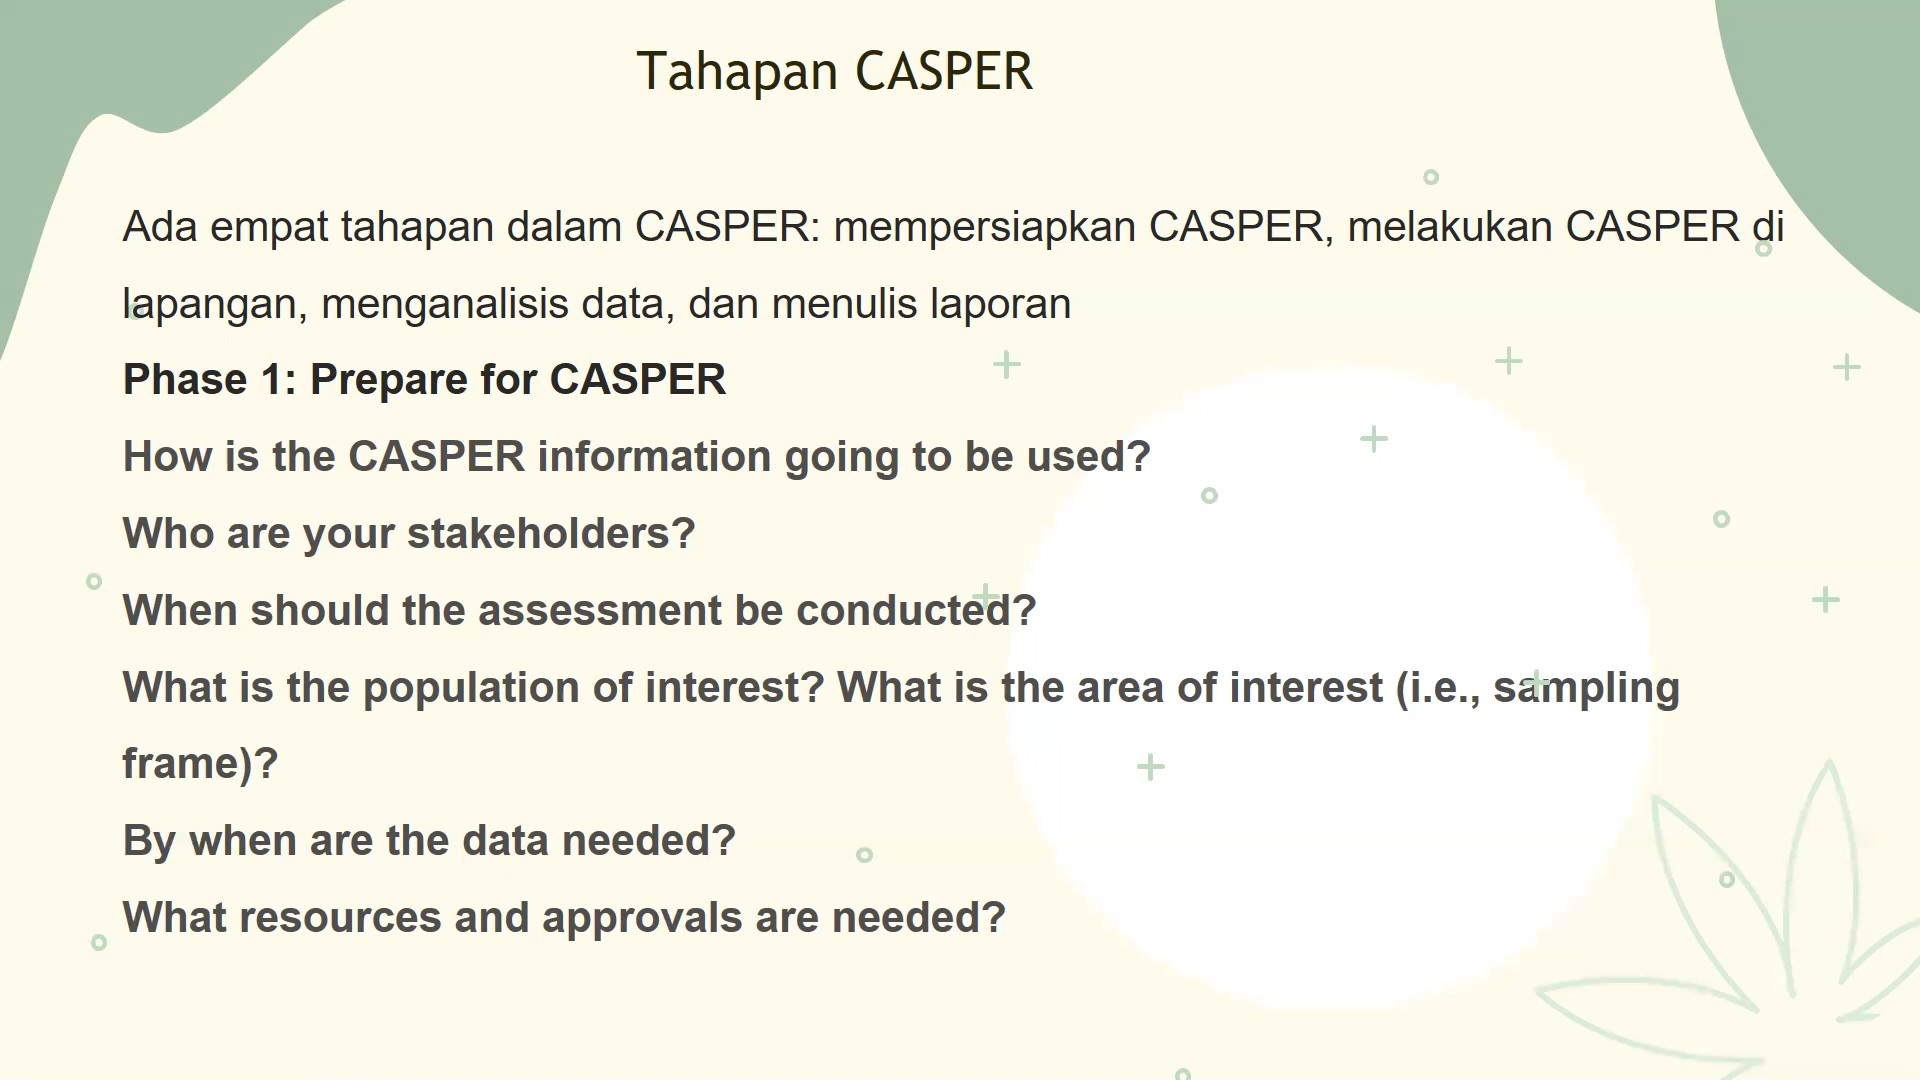 Tahapan CASPER
Ada empat tahapan dalam CASPER: mempersiapkan CASPER, melakukan CASPER di
lapangan, menganalisis data, dan menulis laporan
Phase 1: Prepare for CASPER
How is the CASPER information going to be used?
Who are your stakeholders?
When should the assessment be conducted?
What is the population of interest? What is the area of interest (i.e., sampling
frame)?
By when are the data needed?
What resources and approvals are needed?